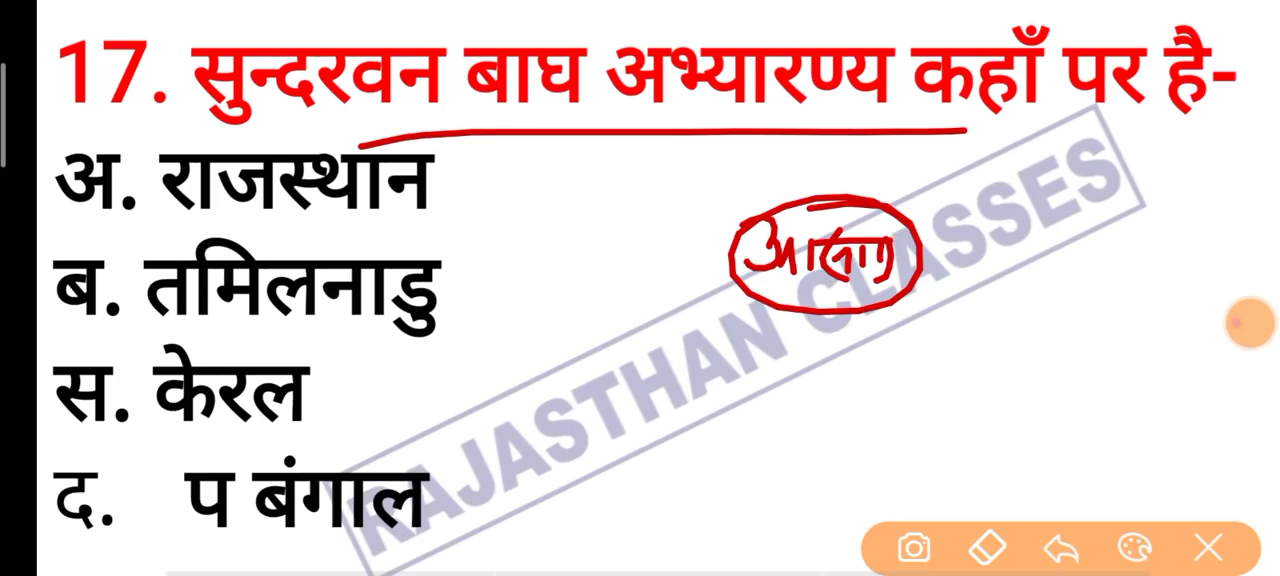 17. सुन्दरवन बाघ अभ्यारण्य कहाँ पर है-
अ. राजस्थान
ब. तमिलनाडु
स. केरल
द. प बंगाल
RAJASTHAN CLASSES